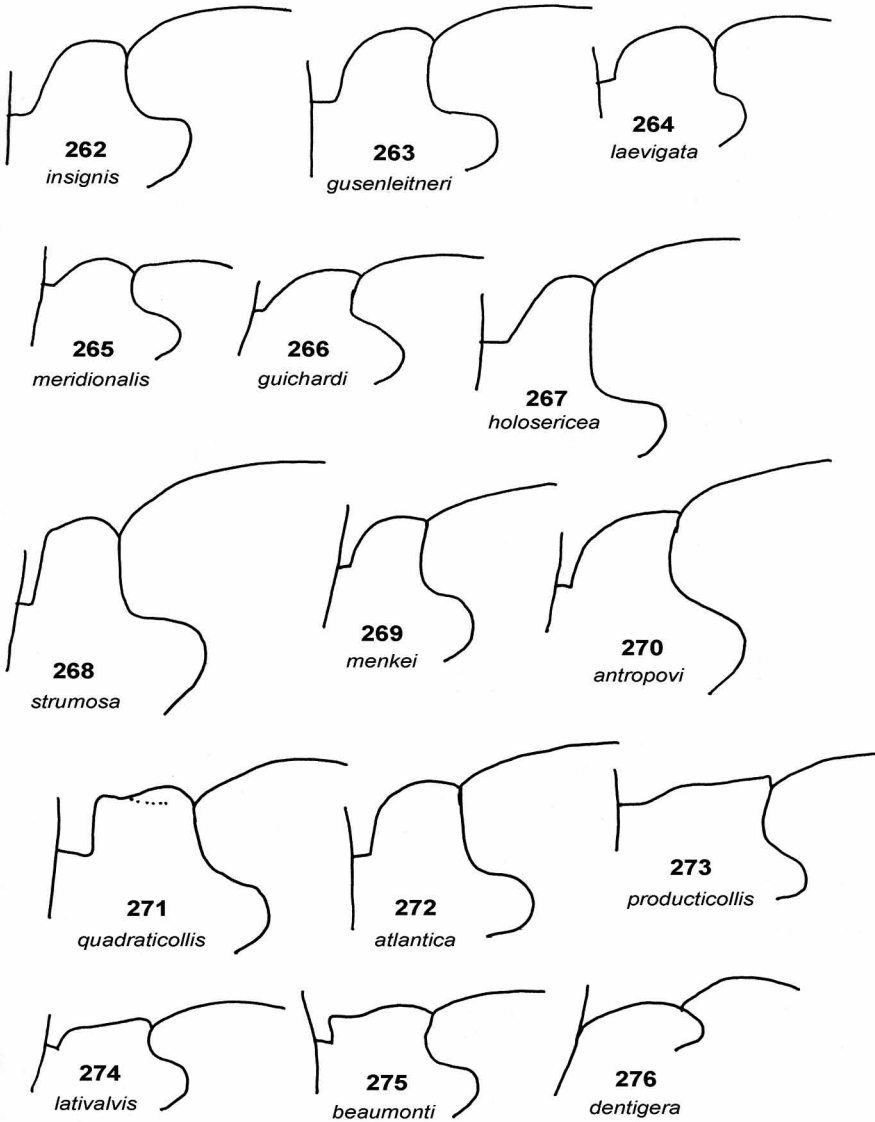 262
insignis
263
gusenleitneri
264
laevigata
265
meridionalis
266
guichardi
267
holosericea
268
strumosa
269
menkei
270
antropovi
271
quadraticollis
272
atlantica
273
producticollis
274
lativalvis
275
beaumonti
276
dentigera